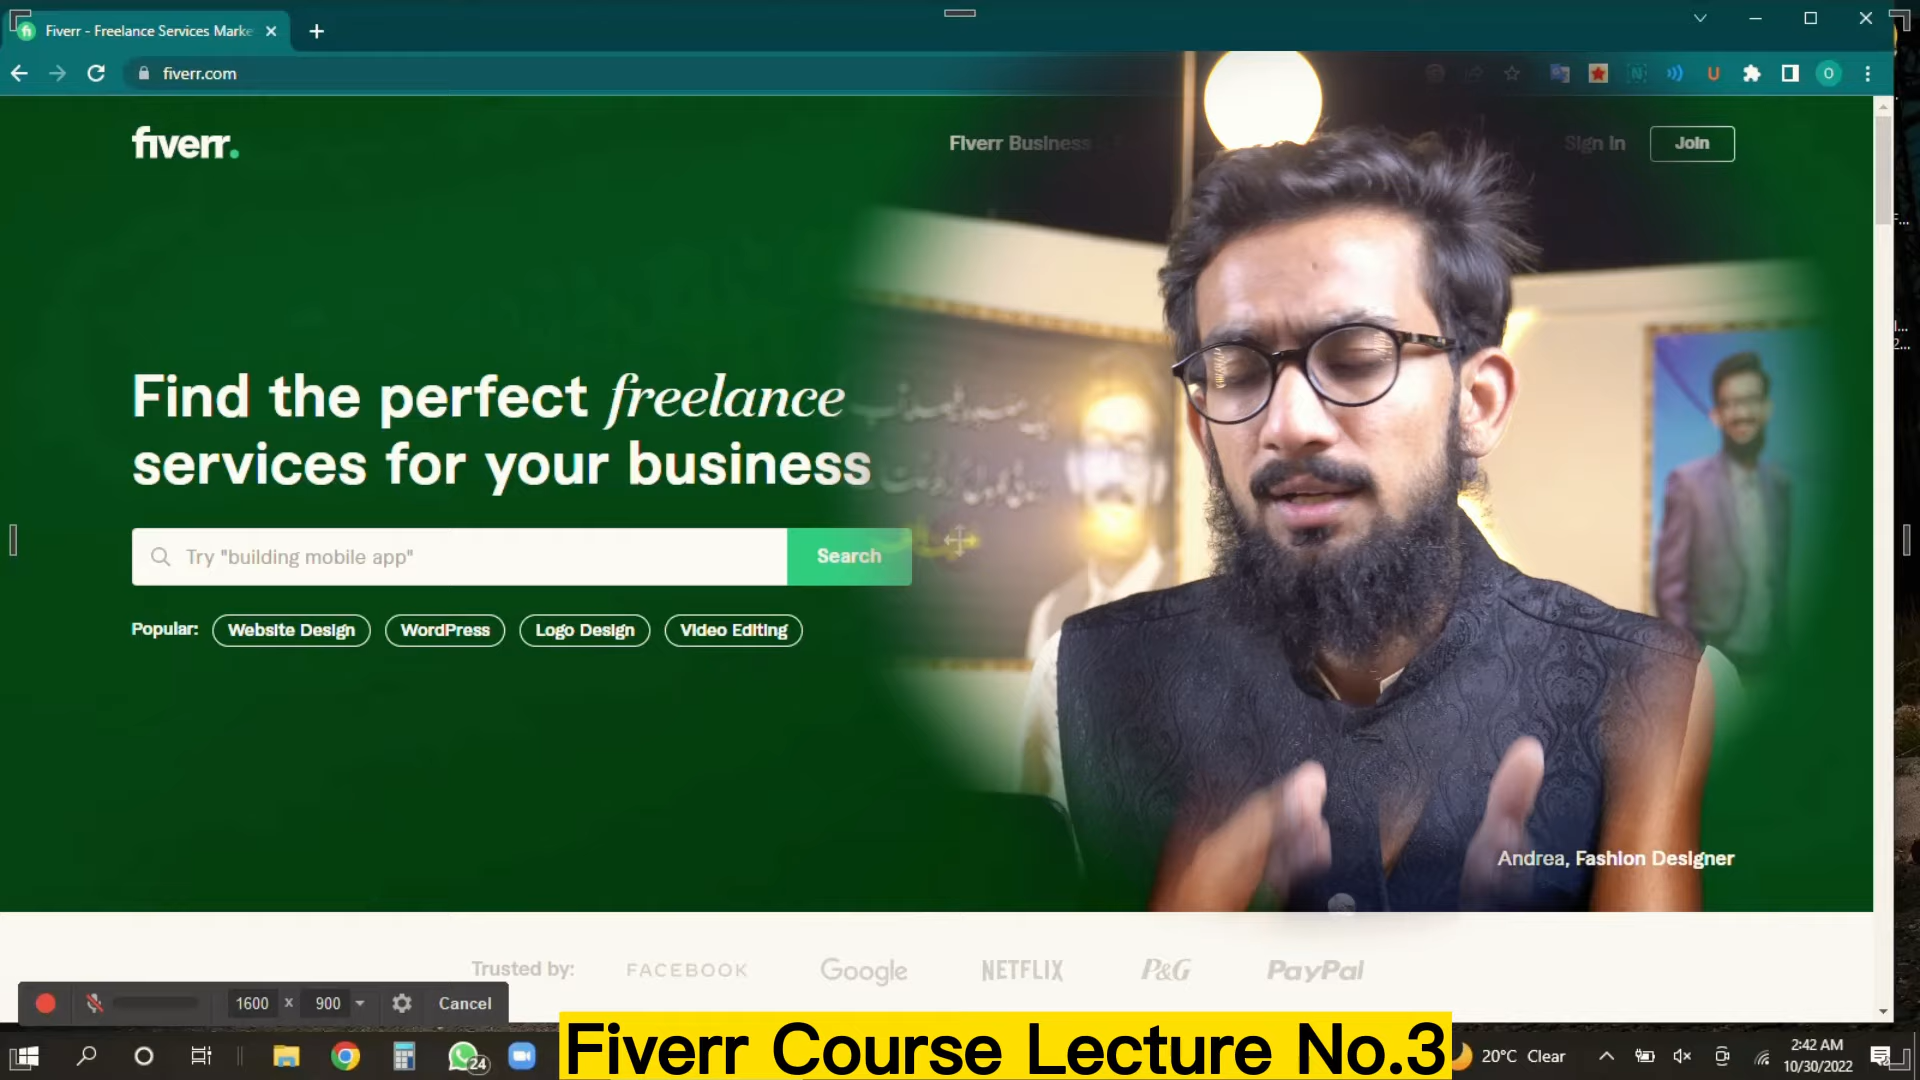 Fiverr - Freelance Services Marke
fiverr.com
fiverr.
Fiverr Business
Sign In
Join
Find the perfect freelance
services for your business
Try "building mobile app"
Search
Popular:
Website Design
WordPress
Logo Design
Video Editing
Andrea, Fashion Designer
Trusted by:
FACEBOOK
Google
NETFLIX
P&G
PayPal
1600 × 900
Cancel
Fiverr Course Lecture No.3
24
20°C Clear
2:42 AM
10/30/2022